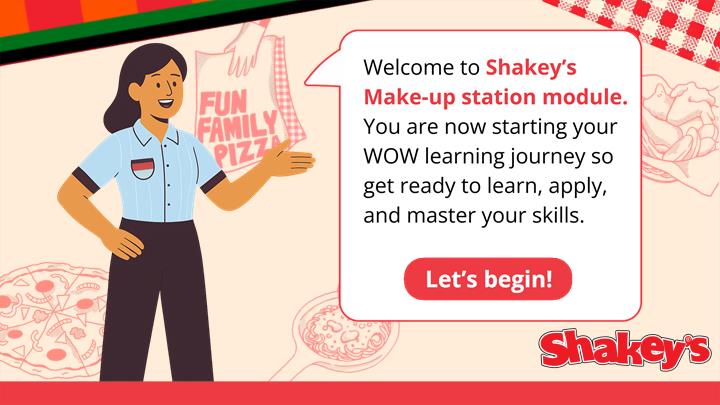 FUN
FAMILY
PIZZA
Welcome to Shakey's
Make-up station module.
You are now starting your
WOW learning journey so
get ready to learn, apply,
and master your skills.
Let's begin!
Shakey's